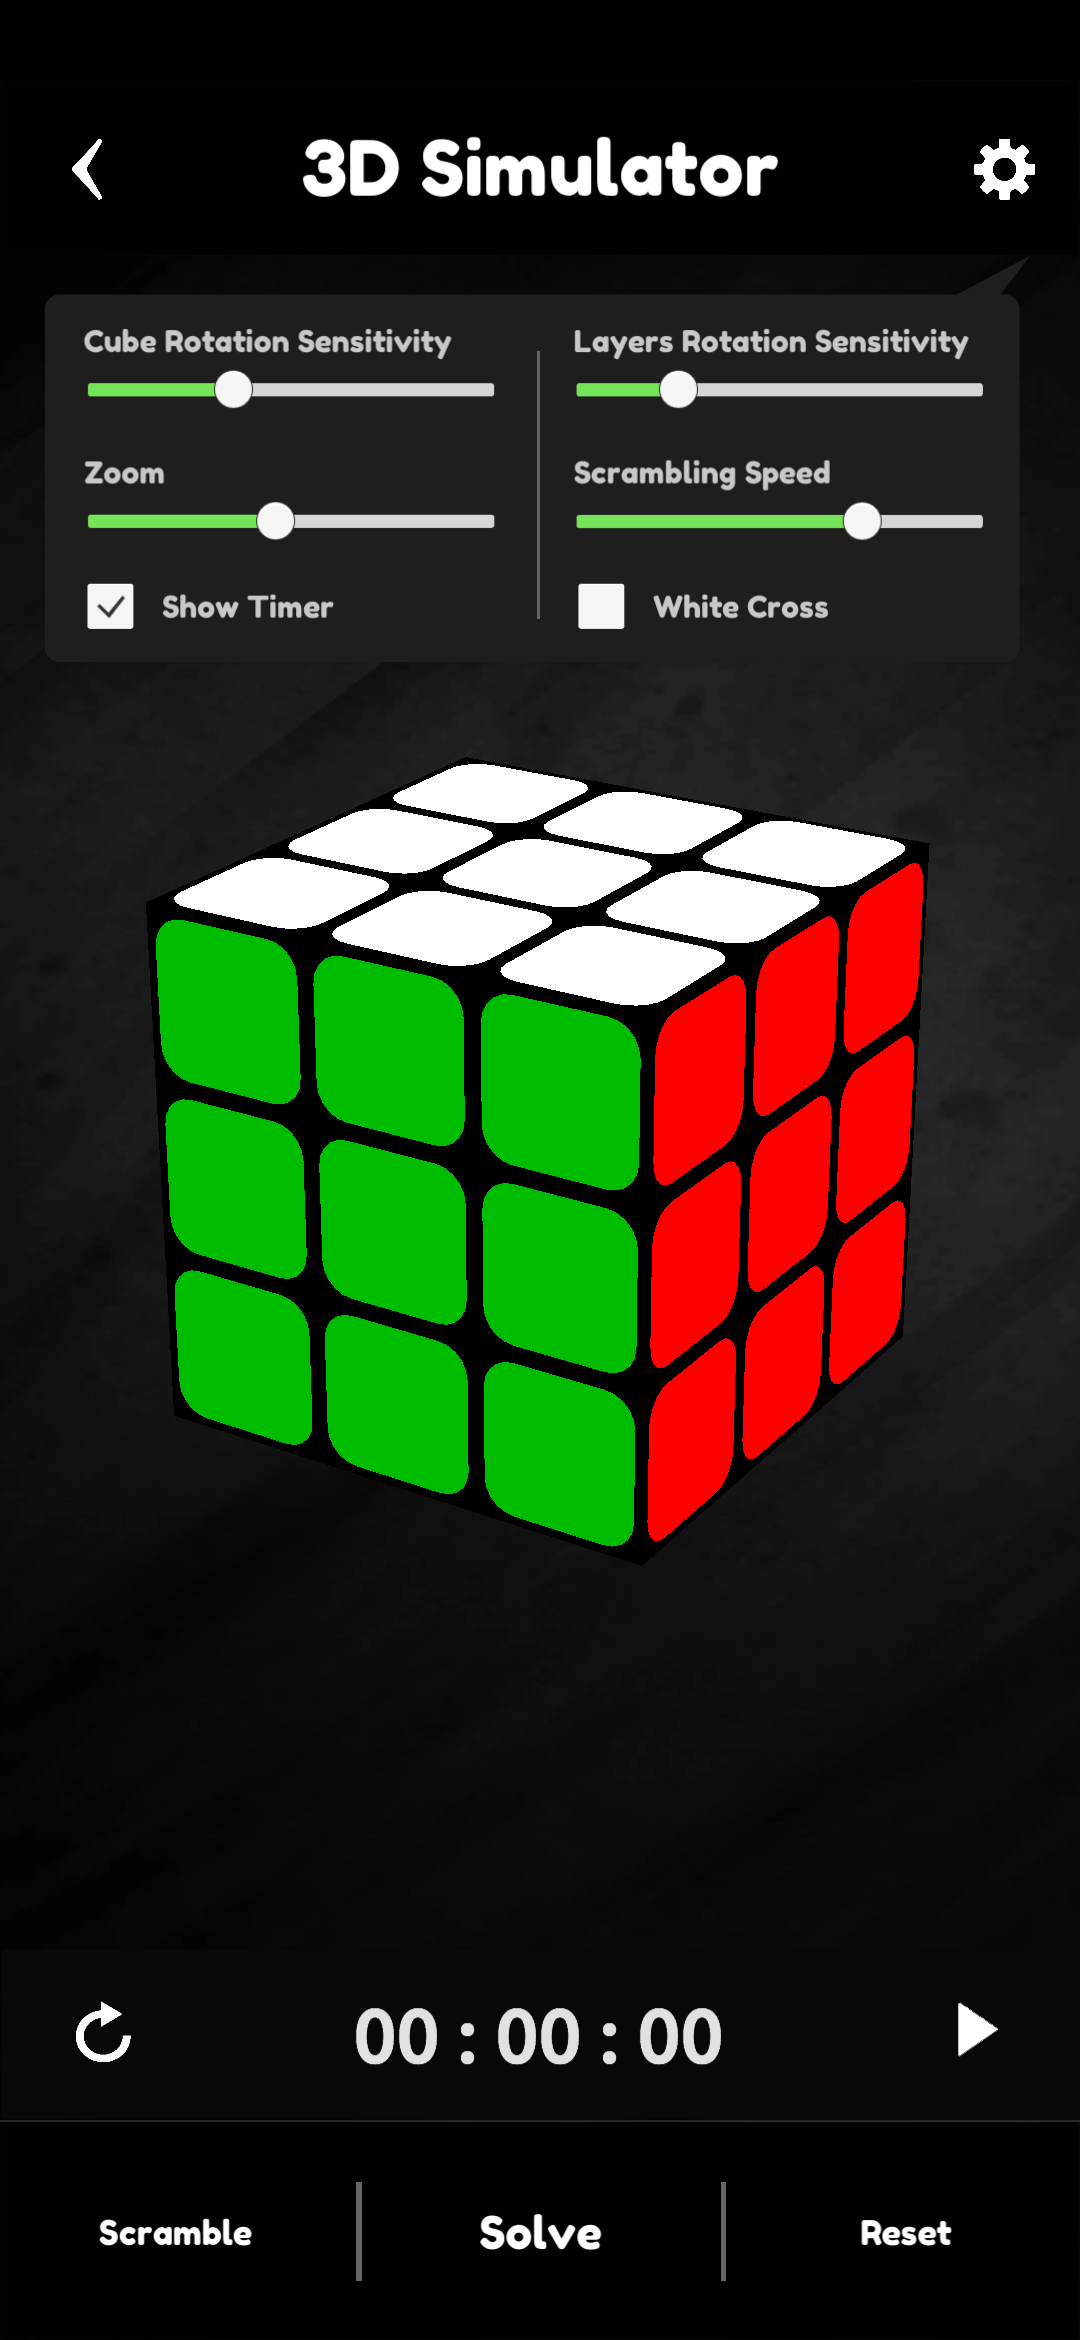 3D Simulator
Cube Rotation Sensitivity
Layers Rotation Sensitivity
Zoom
Scrambling Speed
Show Timer
White Cross
00 : 00 : 00
Scramble
Solve
Reset